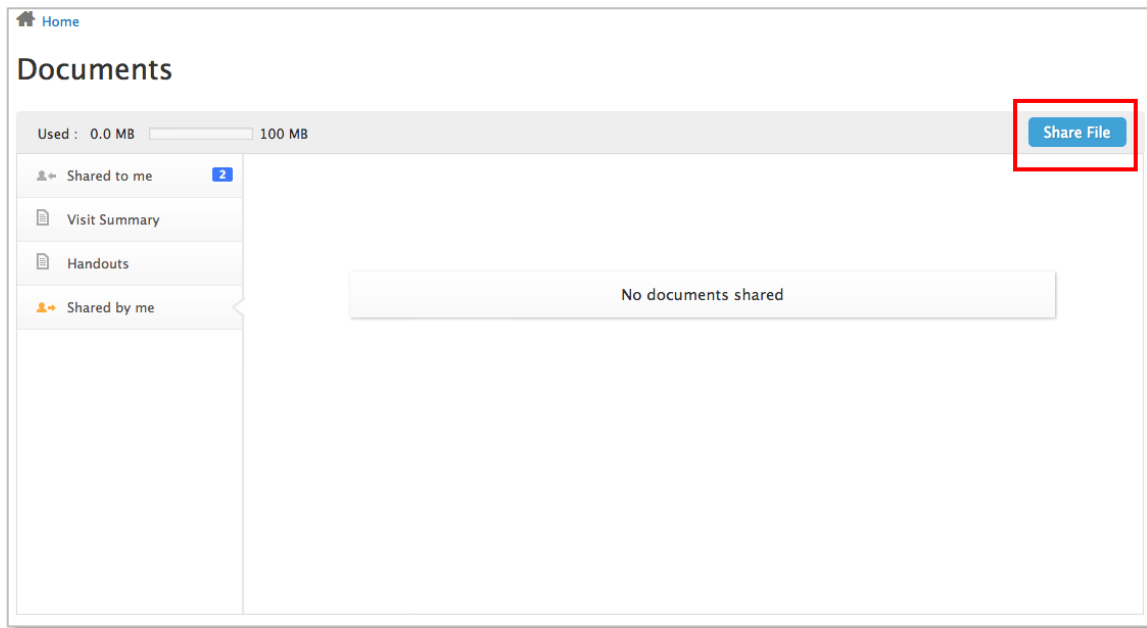 Home
Documents
Used : 0.0 MB 100 MB Share File
Shared to me 2
Visit Summary
Handouts
Shared by me
No documents shared